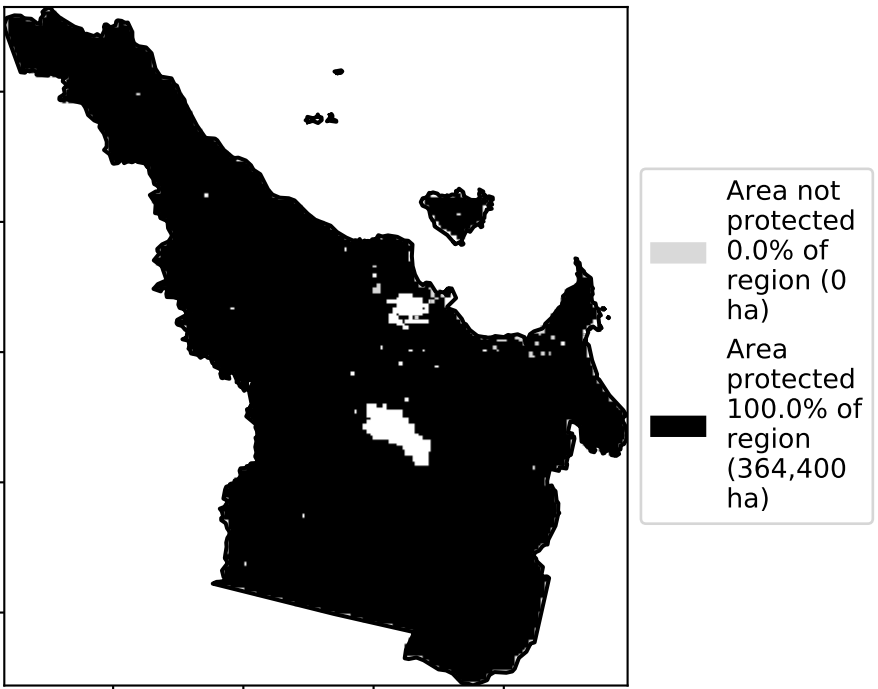 Area not
protected
0.0% of
region (0
ha)
Area
protected
100.0% of
region
(364,400
ha)